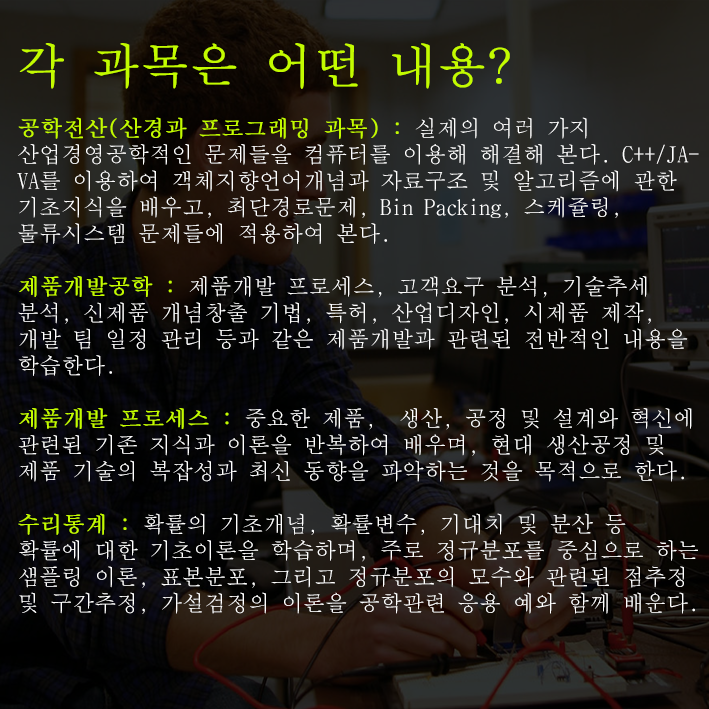 각 과목은 어떤 내용?
공학전산(산경과 프로그래밍 과목) : 실제의 여러 가지
산업경영공학적인 문제들을 컴퓨터를 이용해 해결해 본다. C++/JA-
VA를 이용하여 객체지향언어개념과 자료구조 및 알고리즘에 관한
기초지식을 배우고, 최단경로문제, Bin Packing, 스케쥴링,
물류시스템 문제들에 적용하여 본다.
제품개발공학 : 제품개발 프로세스, 고객요구 분석, 기술추세
분석, 신제품 개념창출 기법, 특허, 산업디자인, 시제품 제작,
개발 팀 일정 관리 등과 같은 제품개발과 관련된 전반적인 내용을
학습한다.
제품개발 프로세스 : 중요한 제품, 생산, 공정 및 설계와 혁신에
관련된 기존 지식과 이론을 반복하여 배우며, 현대 생산공정 및
제품 기술의 복잡성과 최신 동향을 파악하는 것을 목적으로 한다.
수리통계 : 확률의 기초개념, 확률변수, 기대치 및 분산 등
확률에 대한 기초이론을 학습하며, 주로 정규분포를 중심으로 하는
샘플링 이론, 표본분포, 그리고 정규분포의 모수와 관련된 점추정
및 구간추정, 가설검정의 이론을 공학관련 응용 예와 함께 배운다.